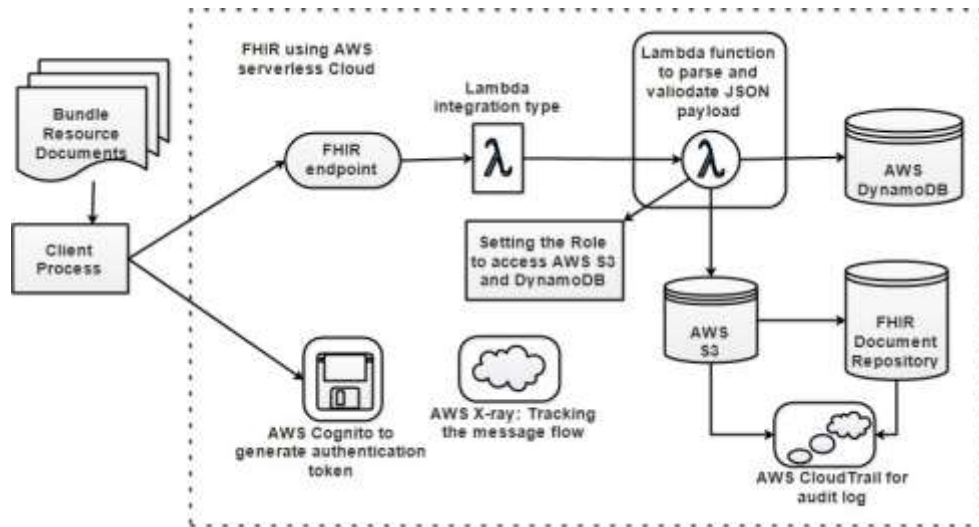 FHIR using AWS
serverless Cloud
Bundle
Resource
Documents
Client
Process
FHIR
endpoint
Lambda
integration type
λ
Lambda function
to parse and
valiodate JSON
payload
λ
AWS
DynamoDB
Setting the Role
to access AWS S3
and DynamoDB
AWS
S3
FHIR
Document
Repository
AWS Cognito to
generate authentication
token
AWS X-ray: Tracking
the message flow
AWS CloudTrail for
audit log